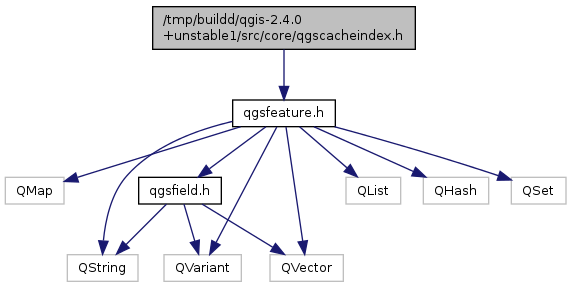 /tmp/buildd/qgis-2.4.0
+unstable1/src/core/qgscacheindex.h
qgsfeature.h
QMap
qgsfield.h
QList
QHash
QSet
QString
QVariant
QVector